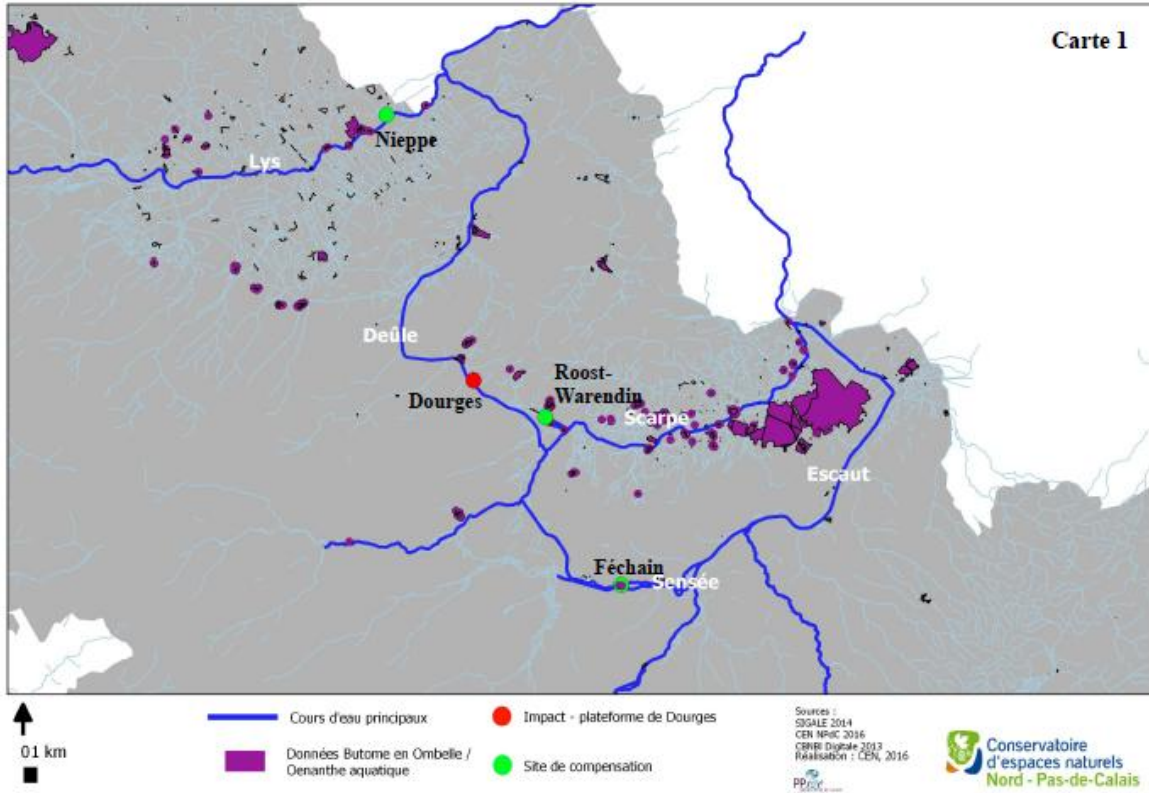 Carte 1
Nieppe
Lys
Deûle
Roost-
Warendin
Dourges
Scarpe
Escaut
Féchain
Sensée
01 km
Cours d'eau principaux
Données Butome en Ombelle /
Oenanthe aquatique
Impact - plateforme de Dourges
Site de compensation
Sources :
SIGALE 2014
CEN NPdC 2016
CBNBl Digitale 2013
Réalisation : CEN, 2016
Conservatoire
d'espaces naturels
Nord - Pas-de-Calais